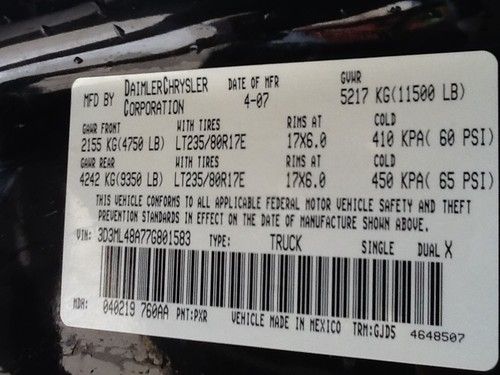 MFD BY DAIMLERCHRYSLER CORPORATION DATE OF MFR 4-07 GVWR 5217 KG(11500 LB)
GAWR FRONT WITH TIRES RIMS AT COLD
2155 KG(4750 LB) LT235/80R17E 17X6.0 410 KPA( 60 PSI)
GAWR REAR WITH TIRES RIMS AT COLD
4242 KG(9350 LB) LT235/80R17E 17X6.0 450 KPA( 65 PSI)
THIS VEHICLE CONFORMS TO ALL APPLICABLE FEDERAL MOTOR VEHICLE SAFETY AND THEFT
PREVENTION STANDARDS IN EFFECT ON THE DATE OF MANUFACTURE SHOWN ABOVE.
VIN: 3D3ML48A77G801583 TYPE: TRUCK SINGLE DUAL X
MDH: 040219 760AA PNT:PXR VEHICLE MADE IN MEXICO TRM:GJD5 4648507